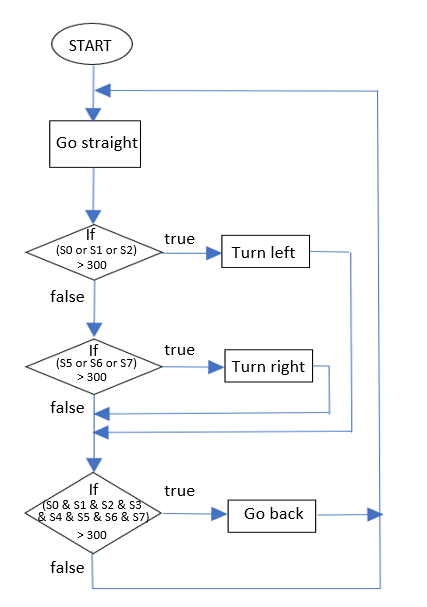 START
Go straight
If
(S0 or S1 or S2)
> 300
true
Turn left
false
If
(S5 or S6 or S7)
> 300
true
Turn right
false
If
(S0 & S1 & S2 & S3
& S4 & S5 & S6 & S7)
> 300
true
Go back
false